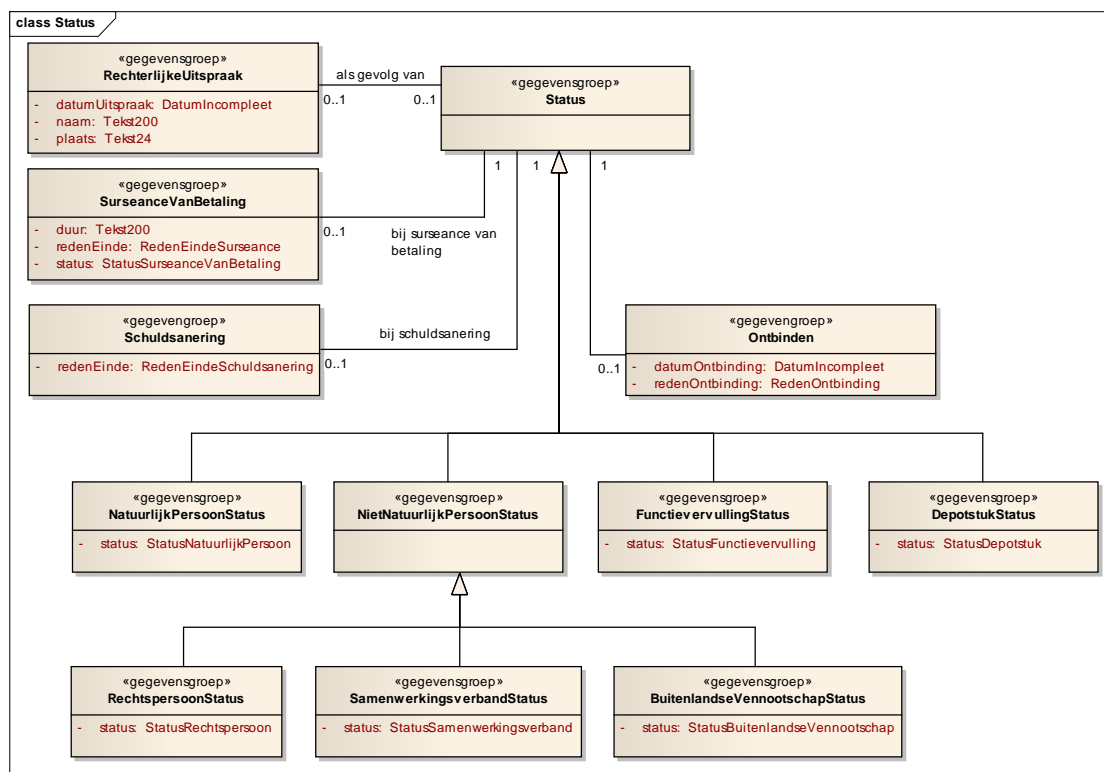 class Status
«gegevensgroep»
RechterlijkeUitspraak
- datumUitspraak: DatumIncompleet
- naam: Tekst200
- plaats: Tekst24
als gevolg van
0..1
0..1
«gegevensgroep»
Status
«gegevensgroep»
SurseanceVanBetaling
- duur: Tekst200
- redenEinde: RedenEindeSurseance
- status: StatusSurseanceVanBetaling
1
1
1
0..1
bij surseance van
betaling
«gegevengroep»
Schuldsanering
- redenEinde: RedenEindeSchuldsanering
bij schuldsanering
0..1
«gegevengroep»
Ontbinden
- datumOntbinding: DatumIncompleet
- redenOntbinding: RedenOntbinding
0..1
«gegevensgroep»
NatuurlijkPersoonStatus
- status: StatusNatuurlijkPersoon
«gegevensgroep»
NietNatuurlijkPersoonStatus
«gegevensgroep»
FunctievervullingStatus
- status: StatusFunctievervulling
«gegevensgroep»
DepotstukStatus
- status: StatusDepotstuk
«gegevensgroep»
RechtspersoonStatus
- status: StatusRechtspersoon
«gegevensgroep»
SamenwerkingsverbandStatus
- status: StatusSamenwerkingsverband
«gegevensgroep»
BuitenlandseVennootschapStatus
- status: StatusBuitenlandseVennootschap